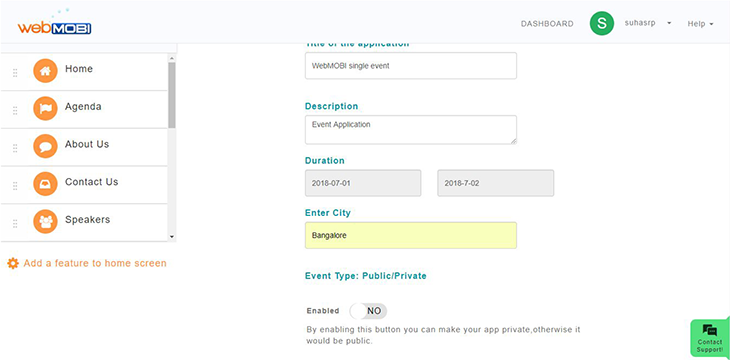 webMOBI
DASHBOARD
S
suhasrp
Help
Home
Agenda
About Us
Contact Us
Speakers
Add a feature to home screen
Title of the application
WebMOBI single event
Description
Event Application
Duration
2018-07-01
2018-7-02
Enter City
Bangalore
Event Type: Public/Private
Enabled
NO
By enabling this button you can make your app private,otherwise it
would be public.
Contact
Support!